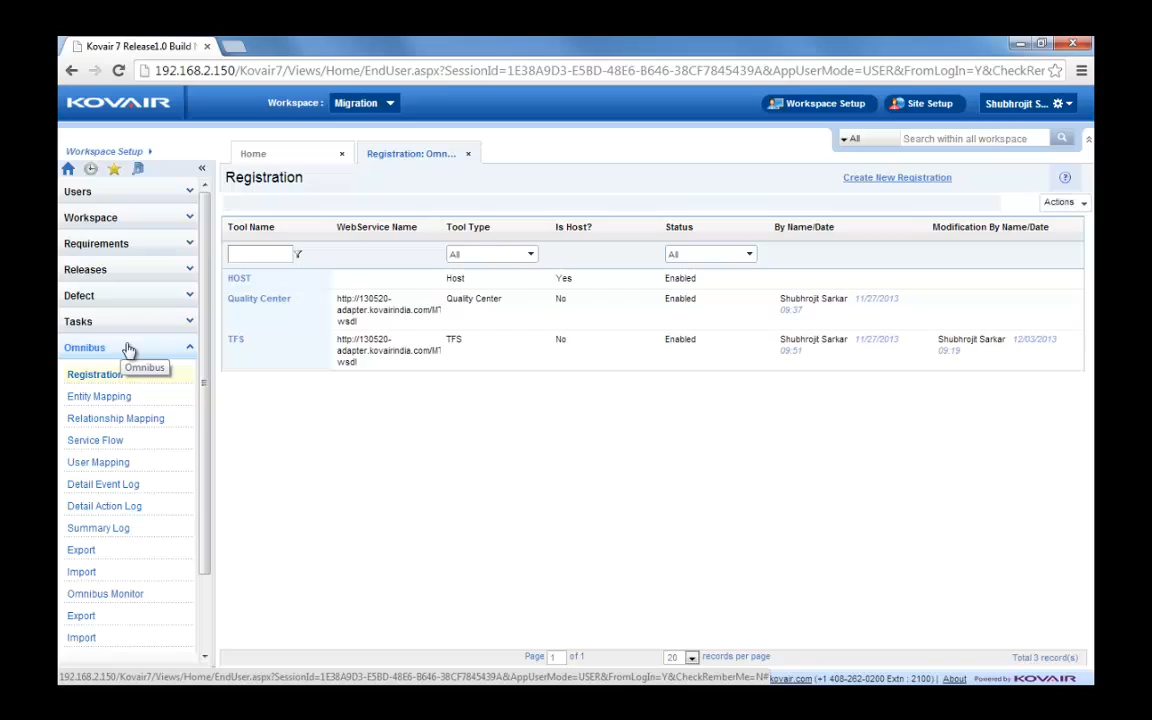 Kovair 7 Release1.0 Build
192.168.2.150/Kovair7/Views/Home/EndUser.aspx?SessionId=1E38A9D3-E5BD-48E6-B646-38CF7845439A&AppUserMode=USER&FromLogIn=Y&CheckRer
KOVAIR
Workspace :
Migration
Workspace Setup
Site Setup
Shubhrojit S...
Workspace Setup
All
Search within all workspace
Home
Registration: Omn...
Registration
Create New Registration
Actions
Users
Workspace
Requirements
Releases
Defect
Tasks
Omnibus
Omnibus
Registration
Entity Mapping
Relationship Mapping
Service Flow
User Mapping
Detail Event Log
Detail Action Log
Summary Log
Export
Import
Omnibus Monitor
Export
Import
Tool Name WebService Name Tool Type Is Host? Status By Name/Date Modification By Name/Date
All All
HOST Host Yes Enabled
Quality Center http://130520- Quality Center No Enabled Shubhrojit Sarkar 11/27/2013
adapter.kovairindia.com/MT 09:37
wsdl
TFS http://130520- TFS No Enabled Shubhrojit Sarkar 11/27/2013 Shubhrojit Sarkar 12/03/2013
adapter.kovairindia.com/MT 09:51 09:19
wsdl
Page 1 of 1 20 records per page Total 3 record(s)
192.168.2.150/Kovair7/Views/Home/EndUser.aspx?SessionId=1E38A9D3-E5BD-48E6-B646-38CF7845439A&AppUserMode=USER&FromLogIn=Y&CheckRemberMe=N#
kovair.com (+1 408-262-0200 Extn : 2100) | About Powered by KOVAIR